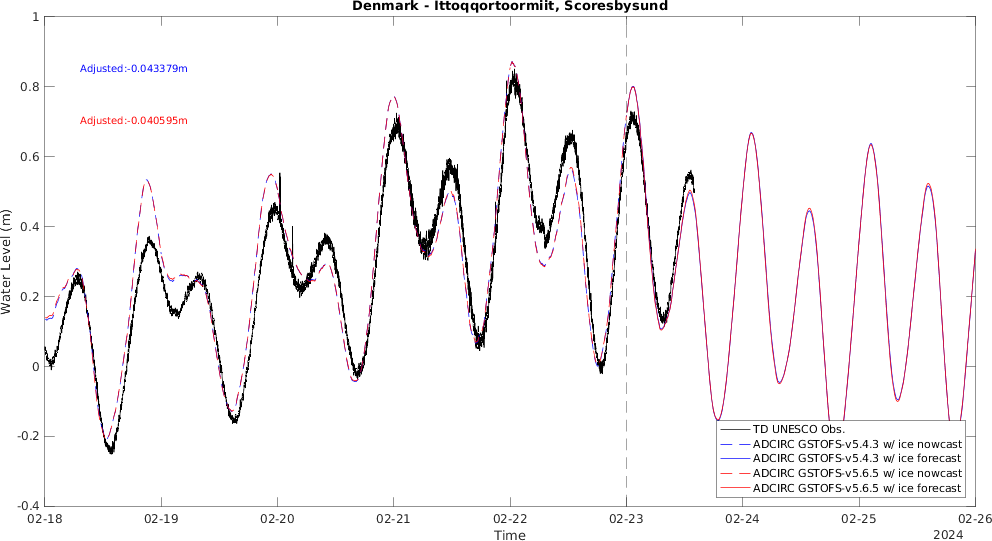 Denmark - Ittoqqortoormiit, Scoresbysund
1
Adjusted:-0.043379m
0.8
Adjusted:-0.040595m
0.6
0.4
0.2
0
-0.2
-0.4
Water Level (m)
TD UNESCO Obs.
ADCIRC GSTOFS-v5.4.3 w/ ice nowcast
ADCIRC GSTOFS-v5.4.3 w/ ice forecast
ADCIRC GSTOFS-v5.6.5 w/ ice nowcast
ADCIRC GSTOFS-v5.6.5 w/ ice forecast
02-18 02-19 02-20 02-21 02-22 02-23 02-24 02-25 02-26
Time
2024